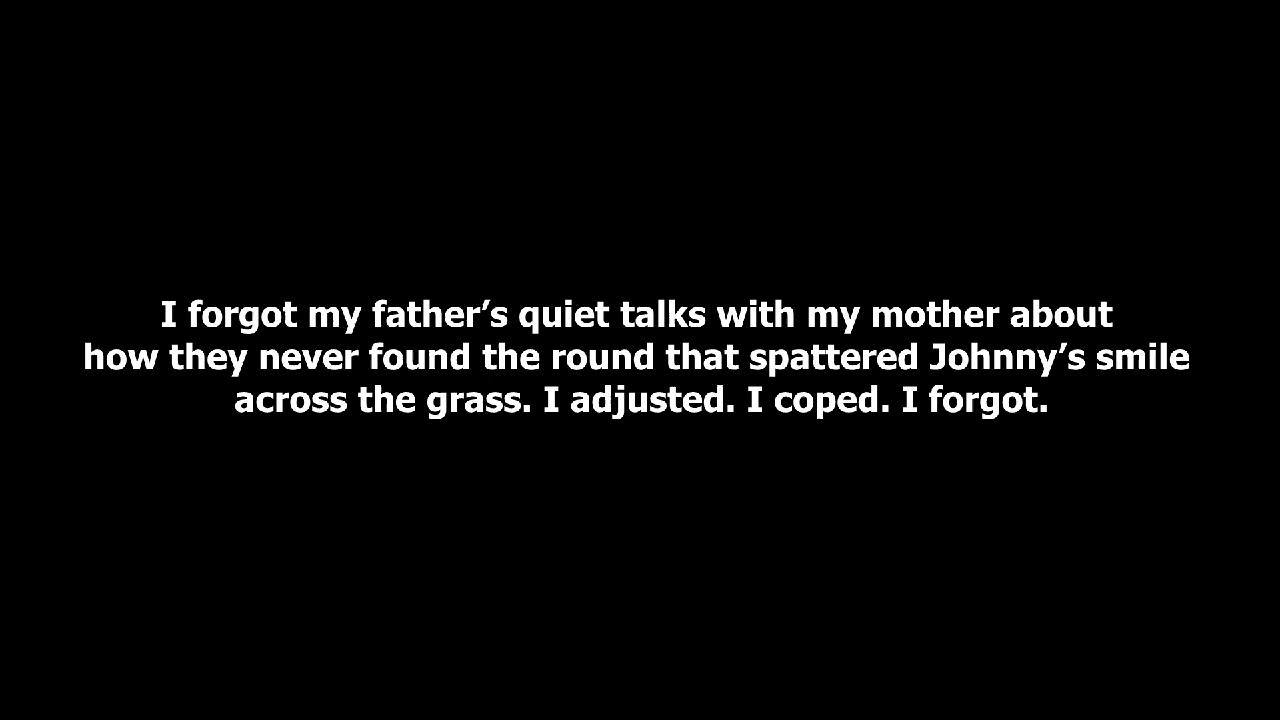 I forgot my father’s quiet talks with my mother about
how they never found the round that spattered Johnny’s smile
across the grass. I adjusted. I coped. I forgot.